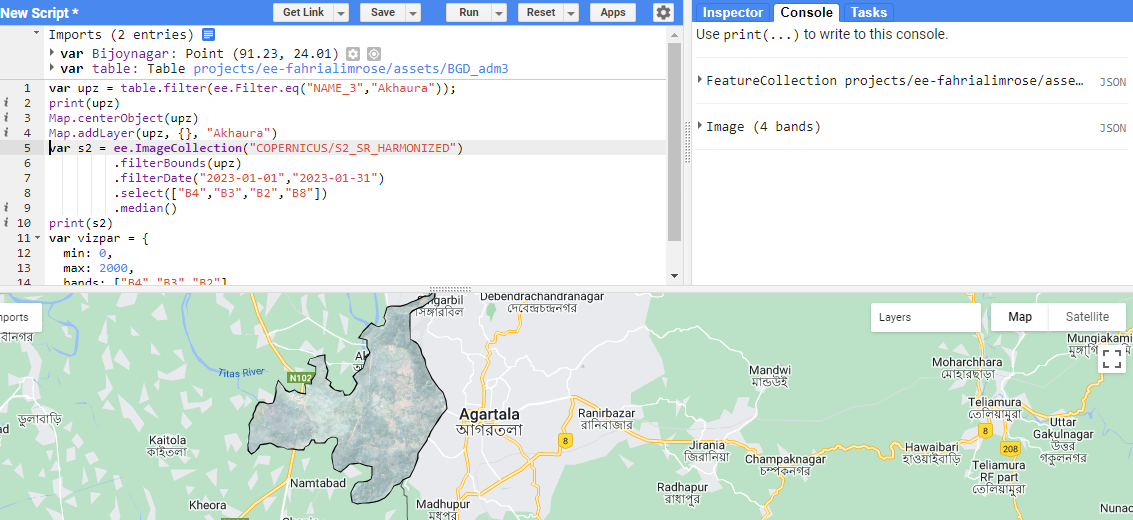 New Script *
Get Link
Save
Run
Reset
Apps
Inspector
Console
Tasks
Imports (2 entries)
var Bijoynagar: Point (91.23, 24.01)
var table: Table projects/ee-fahrialimrose/assets/BGD_adm3
1 var upz = table.filter(ee.Filter.eq("NAME_3","Akhaura"));
i 2 print(upz)
i 3 Map.centerObject(upz)
i 4 Map.addLayer(upz, {}, "Akhaura")
5 var s2 = ee.ImageCollection("COPERNICUS/S2_SR_HARMONIZED")
6 .filterBounds(upz)
7 .filterDate("2023-01-01","2023-01-31")
8 .select(["B4","B3","B2","B8"])
i 9 .median()
i 10 print(s2)
11 var vizpar = {
12 min: 0,
13 max: 2000,
14 bands: ["B4","B3","B2"]
Use print(...) to write to this console.
FeatureCollection projects/ee-fahrialimrose/asse…
JSON
Image (4 bands)
JSON
mports
Layers
Map
Satellite
ngarbil
সিঙ্গারবিল
Debendrachandranagar
দেবেন্দ্রচন্দ্রনগর
Titas River
N102
Agartala
আগরতলা
Kaitola
কাইতলা
Namtabad
Kheora
Madhupur
মধুপুর
Ranirbazar
রানিরবাজার
8
Mandwi
মান্ডউই
Jirania
জিরানিয়া
Champaknagar
চম্পকনগর
Radhapur
রাধাপুর
Moharchhara
মোহারছাড়া
Mungiakami
Teliamura
তেলিয়ামুরা
8
208
Hawaibari
হাওয়াইবাড়ি
Uttar
Gakulnagar
উত্তর
গকুলনগর
Teliamura
RF part
তেলিয়ামুরা
Nunac